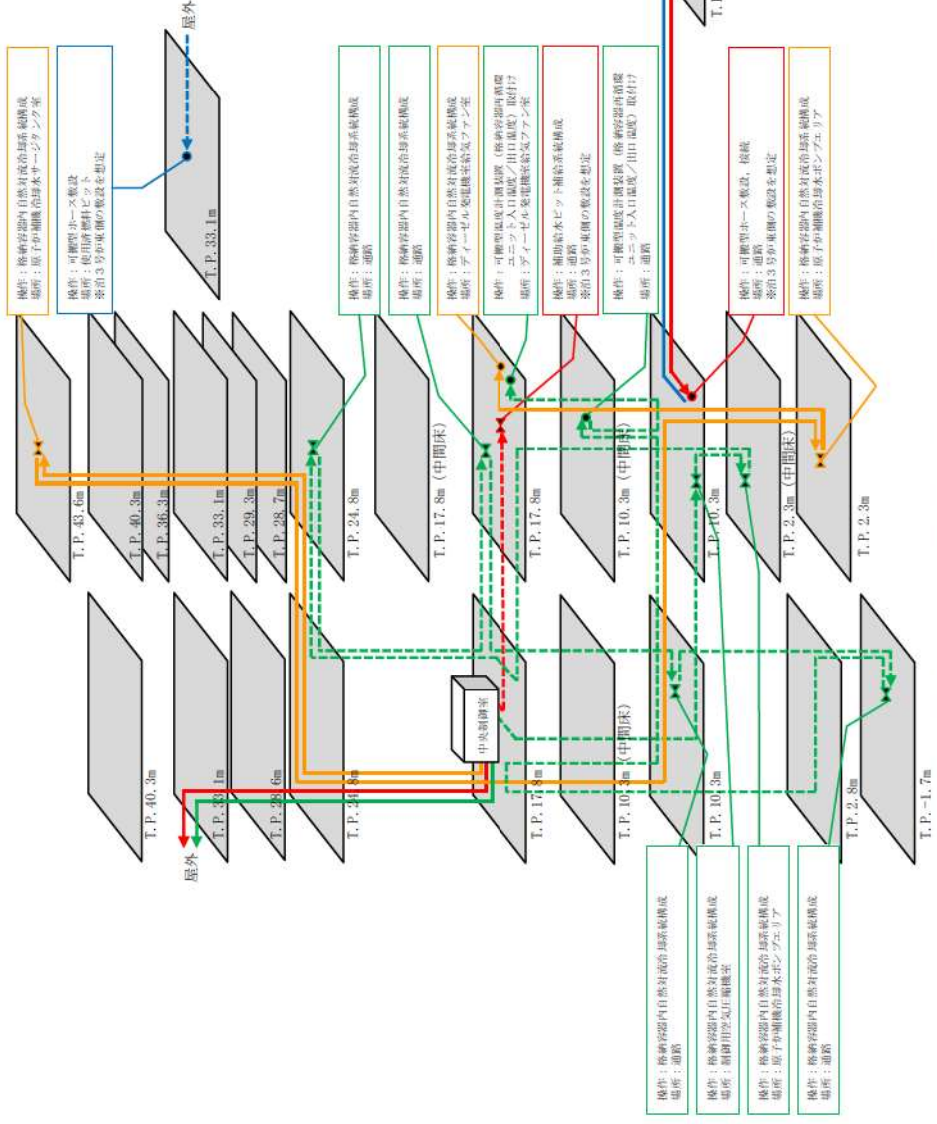 操作：格納容器内自然対流冷却系統構成
場所：原子炉補機冷却水サージタンク室
操作：可搬型ホース敷設
場所：使用済燃料ピット
※泊３号炉東側の敷設を想定
屋外
T.P. 33.1m
操作：格納容器内自然対流冷却系統構成
場所：通路
操作：格納容器内自然対流冷却系統構成
場所：通路
操作：格納容器内自然対流冷却系統構成
場所：ディーゼル発電機室給気ファン室
操作：可搬型温度計測装置（格納容器再循環
ユニット入口温度／出口温度）取付け
場所：ディーゼル発電機室給気ファン室
操作：補助給水ピット補給系統構成
場所：通路
※泊３号炉東側の敷設を想定
操作：可搬型温度計測装置（格納容器再循環
ユニット入口温度／出口温度）取付け
場所：通路
操作：可搬型ホース敷設，接続
場所：通路
※泊３号炉東側の敷設を想定
操作：格納容器内自然対流冷却系統構成
場所：原子炉補機冷却水ポンプエリア
T.P. 43.6m
T.P. 40.3m
T.P. 36.3m
T.P. 33.1m
T.P. 29.3m
T.P. 28.7m
T.P. 24.8m
T.P. 17.8m（中間床）
T.P. 17.8m
T.P. 10.3m（中間床）
T.P. 10.3m
T.P. 2.3m（中間床）
T.P. 2.3m
中央制御室
屋外
T.P. 40.3m
T.P. 33.1m
T.P. 28.6m
T.P. 24.8m
T.P. 17.8m
T.P. 10.3m（中間床）
T.P. 10.3m
T.P. 2.8m
T.P. -1.7m
操作：格納容器内自然対流冷却系統構成
場所：通路
操作：格納容器内自然対流冷却系統構成
場所：制御用空気圧縮機室
操作：格納容器内自然対流冷却系統構成
場所：原子炉補機冷却水ポンプエリア
操作：格納容器内自然対流冷却系統構成
場所：通路